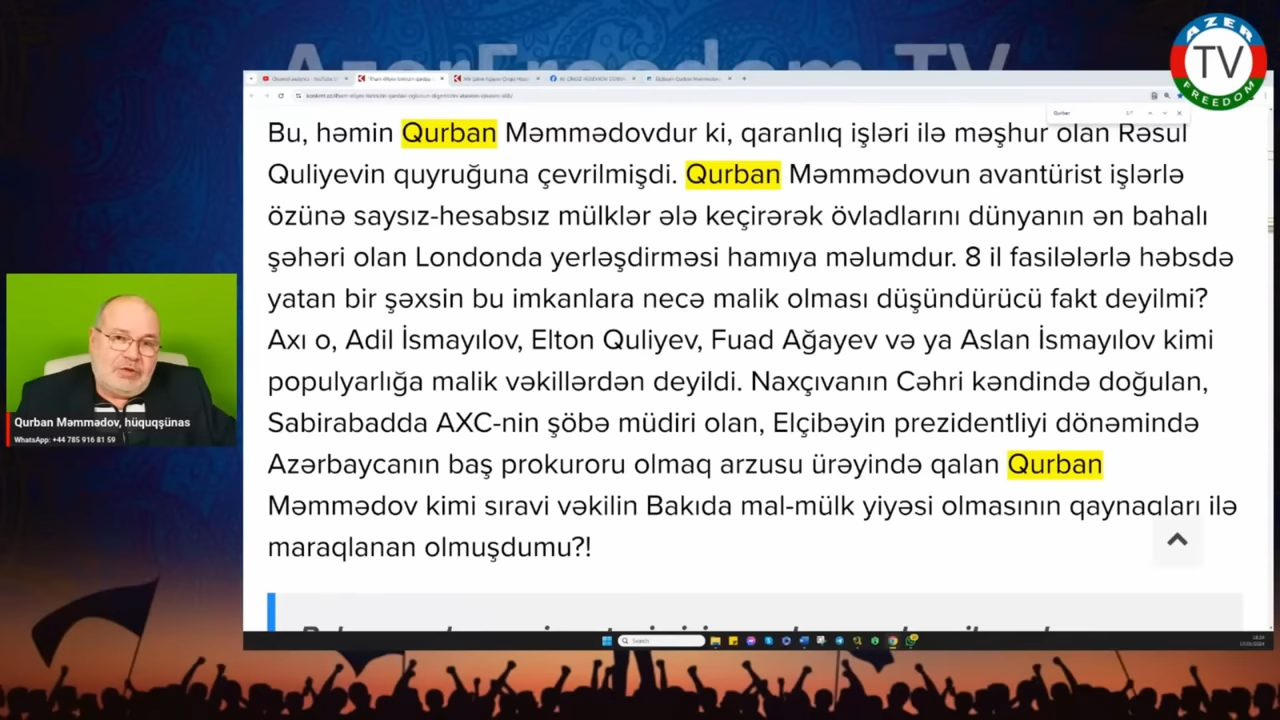 AzerFreedom TV
AZER
TV
FREEDOM
Qurban
Bu, həmin Qurban Məmmədovdur ki, qaranlıq işləri ilə məşhur olan Rəsul
Quliyevin quyruğuna çevrilmişdi. Qurban Məmmədovun avantürist işlərlə
özünə saysız-hesabsız mülklər ələ keçirərək övladlarını dünyanın ən bahalı
şəhəri olan Londonda yerləşdirməsi hamıya məlumdur. 8 il fasilələrlə həbsdə
yatan bir şəxsin bu imkanlara necə malik olması düşündürücü fakt deyilmi?
Axı o, Adil İsmayılov, Elton Quliyev, Fuad Ağayev və ya Aslan İsmayılov kimi
populyarlığa malik vəkillərdən deyildi. Naxçıvanın Cəhri kəndində doğulan,
Sabirabadda AXC-nin şöbə müdiri olan, Elçibəyin prezidentliyi dönəmində
Azərbaycanın baş prokuroru olmaq arzusu ürəyində qalan Qurban
Məmmədov kimi sıravi vəkilin Bakıda mal-mülk yiyəsi olmasının qaynaqları ilə
maraqlanan olmuşdumu?!
Qurban Məmmədov, hüquqşünas
WhatsApp: +44 785 916 81 59
Search